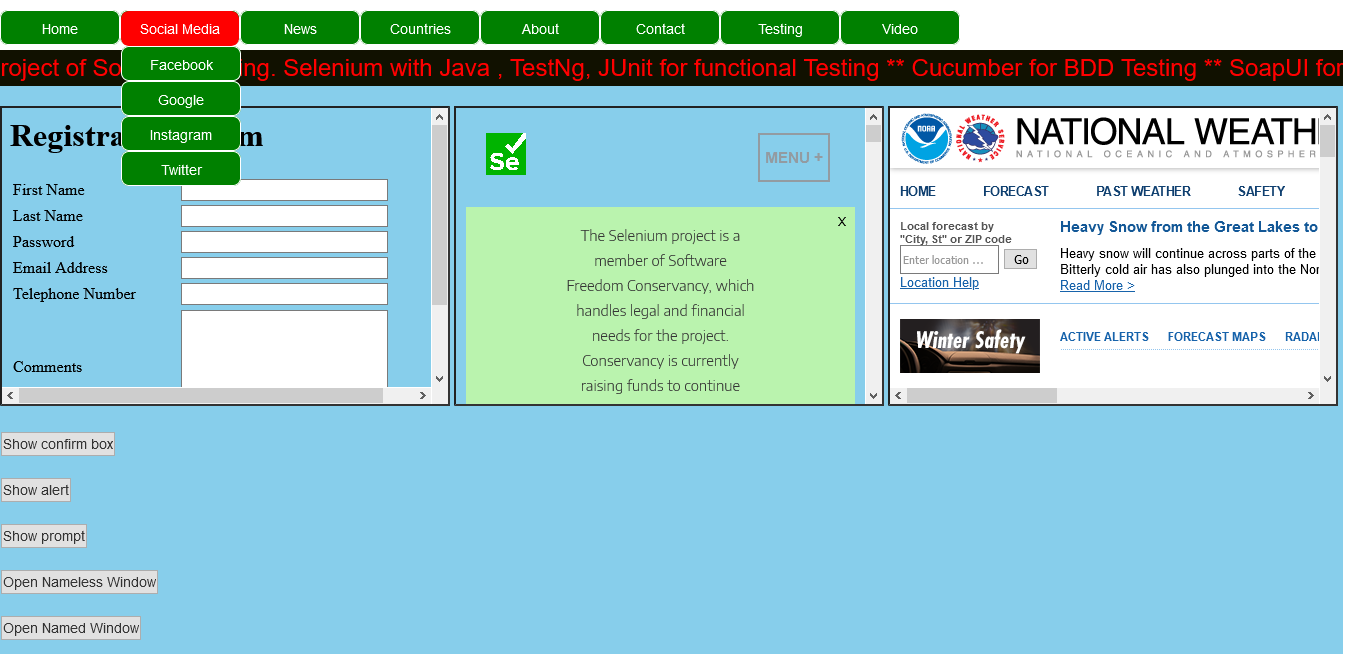 Home Social Media News Countries About Contact Testing Video
Facebook
Google
Instagram
Twitter
roject of So ng. Selenium with Java , TestNg, JUnit for functional Testing ** Cucumber for BDD Testing ** SoapUI for
Registra m
First Name
Last Name
Password
Email Address
Telephone Number
Comments
Se
MENU +
X
The Selenium project is a
member of Software
Freedom Conservancy, which
handles legal and financial
needs for the project.
Conservancy is currently
raising funds to continue
NOAA
NATIONAL WEATH
NATIONAL OCEANIC AND ATMOSPHER
HOME FORECAST PAST WEATHER SAFETY
Local forecast by
"City, St" or ZIP code
Enter location ... Go
Location Help
Heavy Snow from the Great Lakes to
Heavy snow will continue across parts of the
Bitterly cold air has also plunged into the Nor
Read More >
Winter Safety
ACTIVE ALERTS FORECAST MAPS RADA
Show confirm box
Show alert
Show prompt
Open Nameless Window
Open Named Window